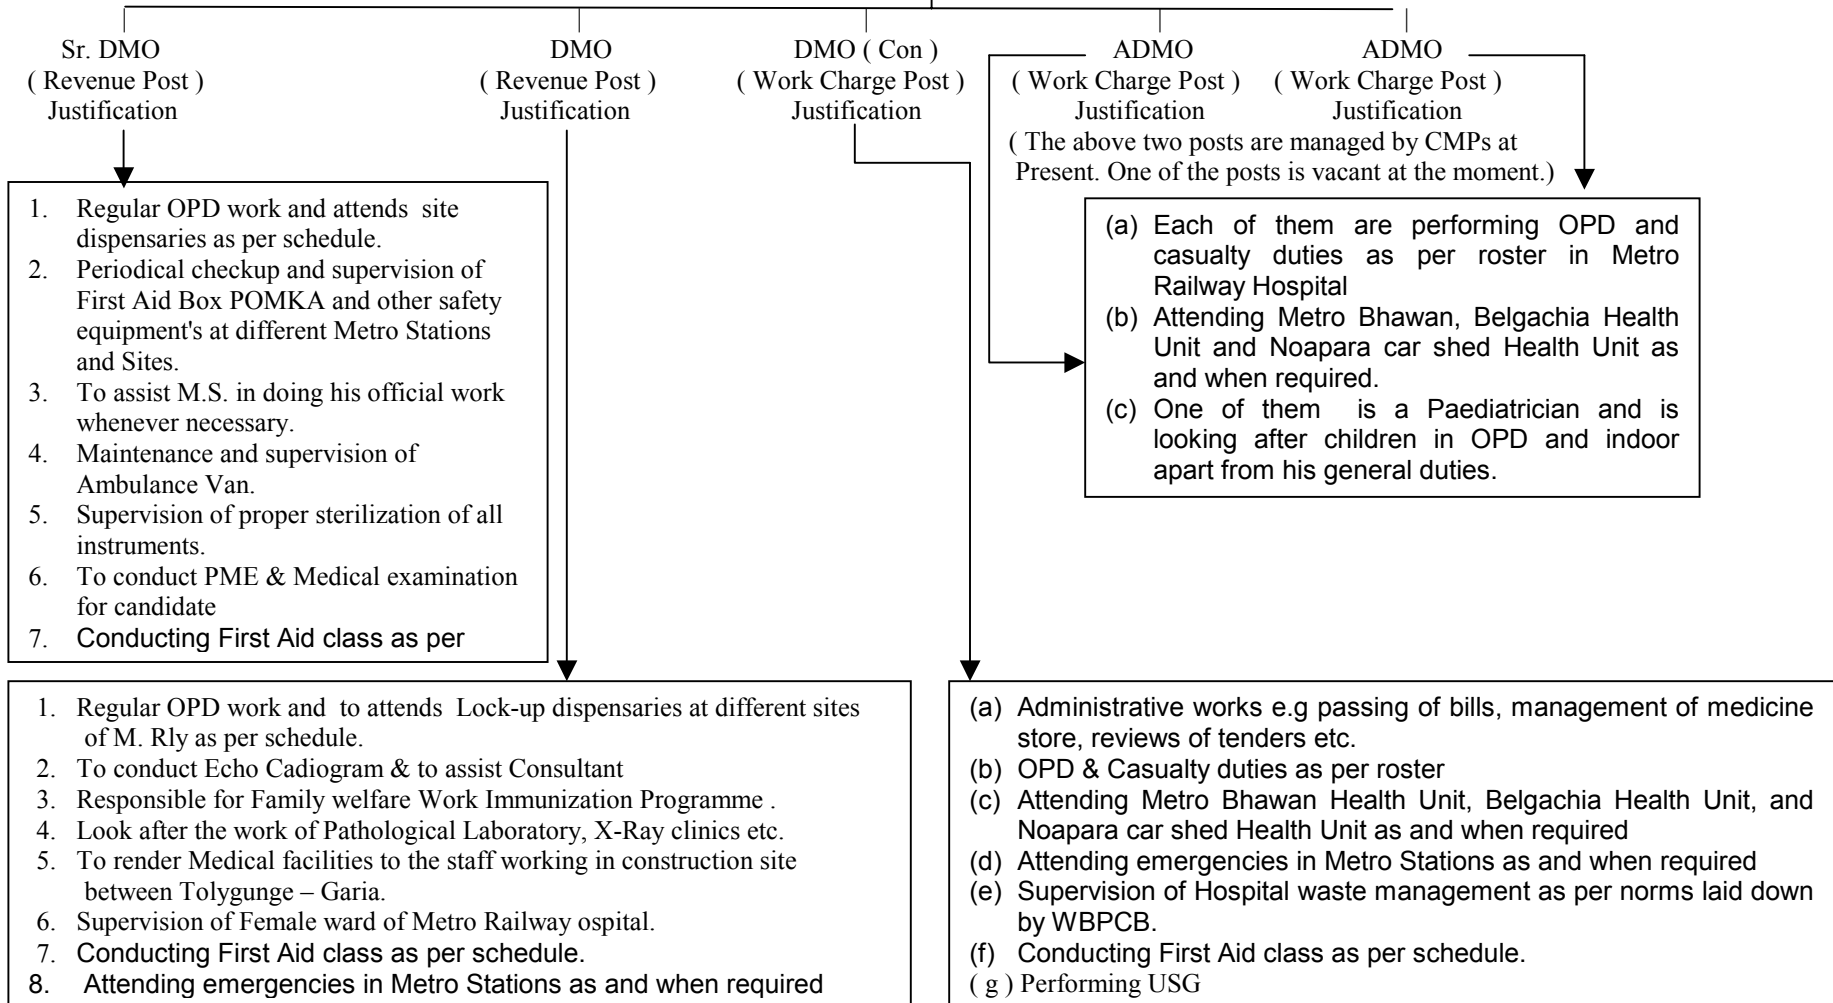 Sr. DMO
( Revenue Post )
Justification
DMO
( Revenue Post )
Justification
DMO ( Con )
( Work Charge Post )
Justification
ADMO
( Work Charge Post )
Justification
ADMO
( Work Charge Post )
Justification
( The above two posts are managed by CMPs at
Present. One of the posts is vacant at the moment.)
1. Regular OPD work and attends site
dispensaries as per schedule.
2. Periodical checkup and supervision of
First Aid Box POMKA and other safety
equipment's at different Metro Stations
and Sites.
3. To assist M.S. in doing his official work
whenever necessary.
4. Maintenance and supervision of
Ambulance Van.
5. Supervision of proper sterilization of all
instruments.
6. To conduct PME & Medical examination
for candidate
7. Conducting First Aid class as per
(a) Each of them are performing OPD and
casualty duties as per roster in Metro
Railway Hospital
(b) Attending Metro Bhawan, Belgachia Health
Unit and Noapara car shed Health Unit as
and when required.
(c) One of them is a Paediatrician and is
looking after children in OPD and indoor
apart from his general duties.
1. Regular OPD work and to attends Lock-up dispensaries at different sites
of M. Rly as per schedule.
2. To conduct Echo Cadiogram & to assist Consultant
3. Responsible for Family welfare Work Immunization Programme .
4. Look after the work of Pathological Laboratory, X-Ray clinics etc.
5. To render Medical facilities to the staff working in construction site
between Tolygunge – Garia.
6. Supervision of Female ward of Metro Railway ospital.
7. Conducting First Aid class as per schedule.
8. Attending emergencies in Metro Stations as and when required
(a) Administrative works e.g passing of bills, management of medicine
store, reviews of tenders etc.
(b) OPD & Casualty duties as per roster
(c) Attending Metro Bhawan Health Unit, Belgachia Health Unit, and
Noapara car shed Health Unit as and when required
(d) Attending emergencies in Metro Stations as and when required
(e) Supervision of Hospital waste management as per norms laid down
by WBPCB.
(f) Conducting First Aid class as per schedule.
( g ) Performing USG